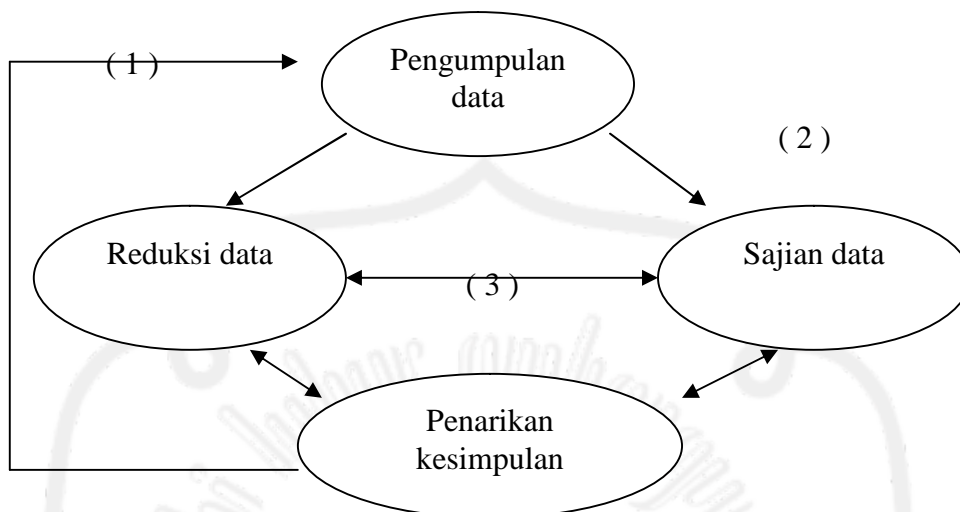 ( 1 )
Pengumpulan
data
( 2 )
Reduksi data
Sajian data
( 3 )
Penarikan
kesimpulan